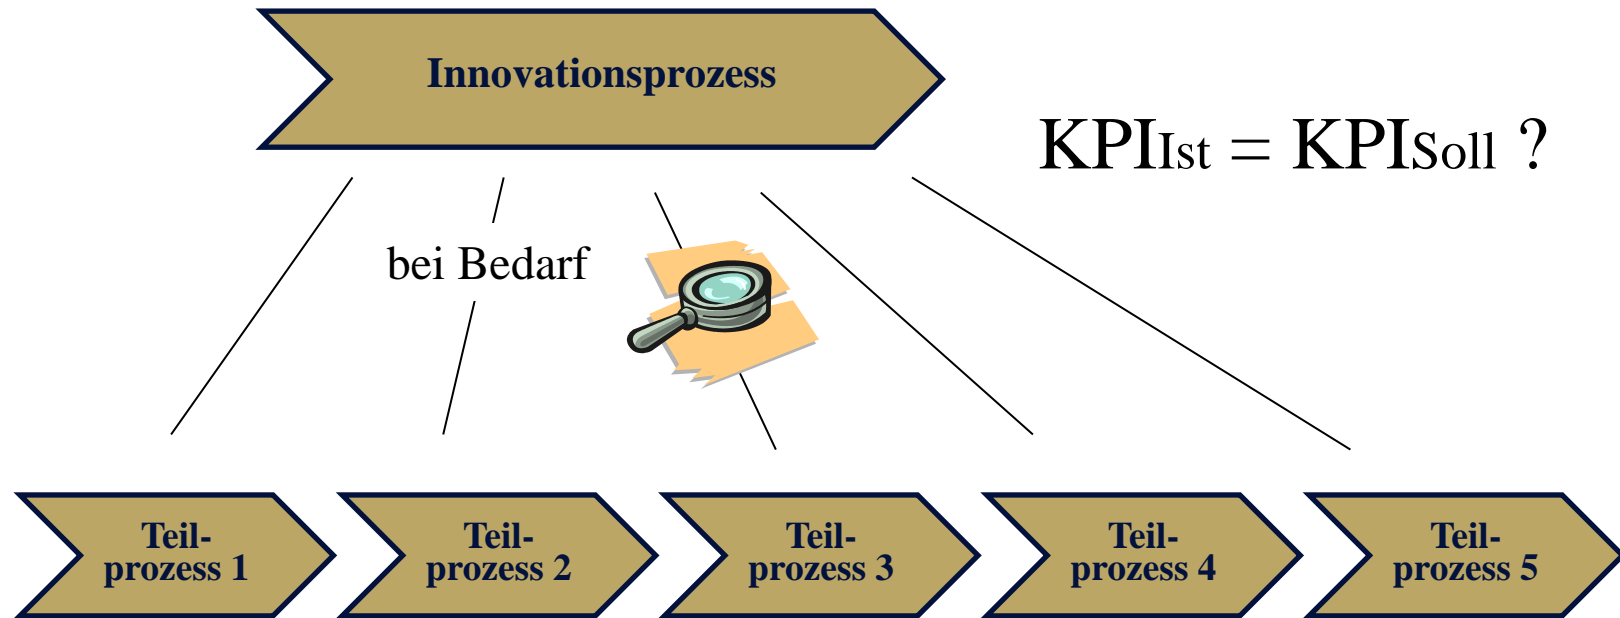 Innovationsprozess
KPIIst = KPISoll ?
bei Bedarf
Teil-
prozess 1
Teil-
prozess 2
Teil-
prozess 3
Teil-
prozess 4
Teil-
prozess 5